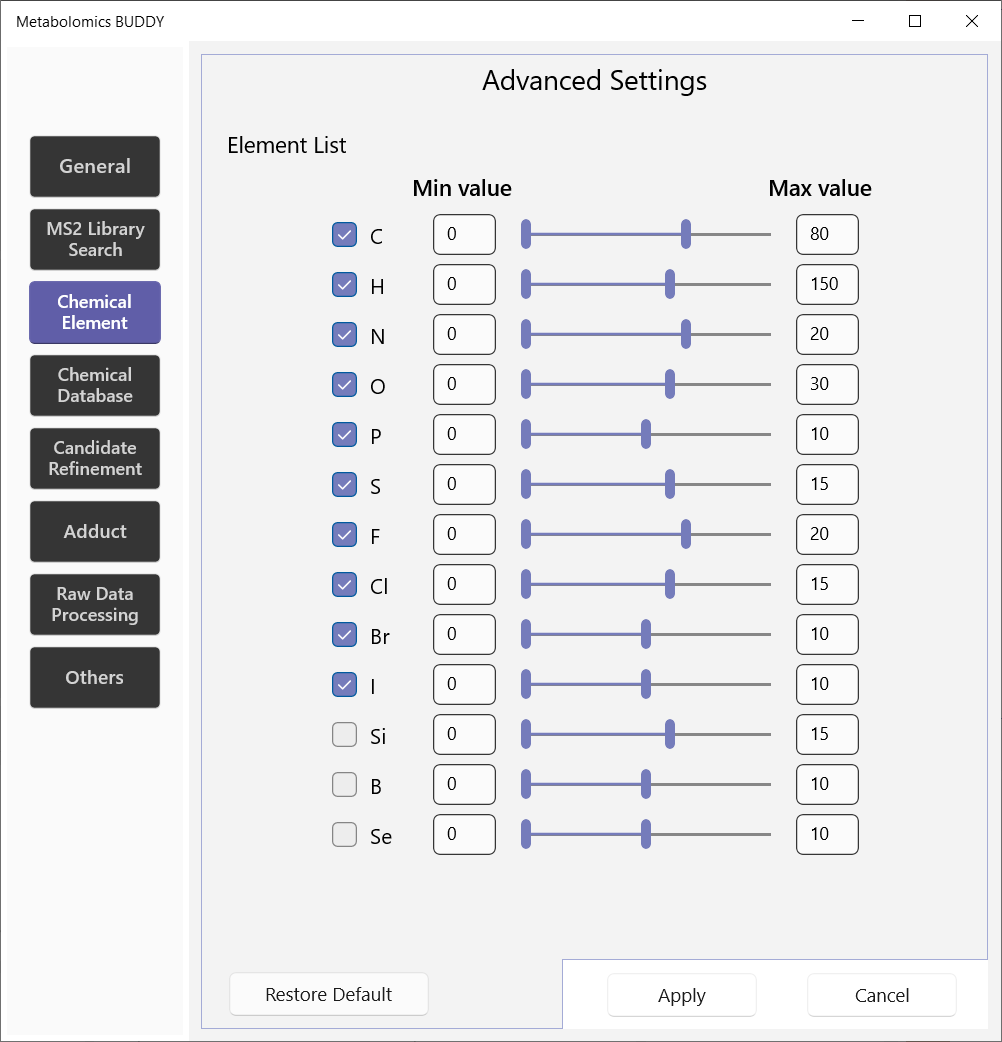 Metabolomics BUDDY
General
MS2 Library
Search
Chemical
Element
Chemical
Database
Candidate
Refinement
Adduct
Raw Data
Processing
Others
Advanced Settings
Element List
Min value Max value
C 0 80
H 0 150
N 0 20
O 0 30
P 0 10
S 0 15
F 0 20
Cl 0 15
Br 0 10
I 0 10
Si 0 15
B 0 10
Se 0 10
Restore Default Apply Cancel